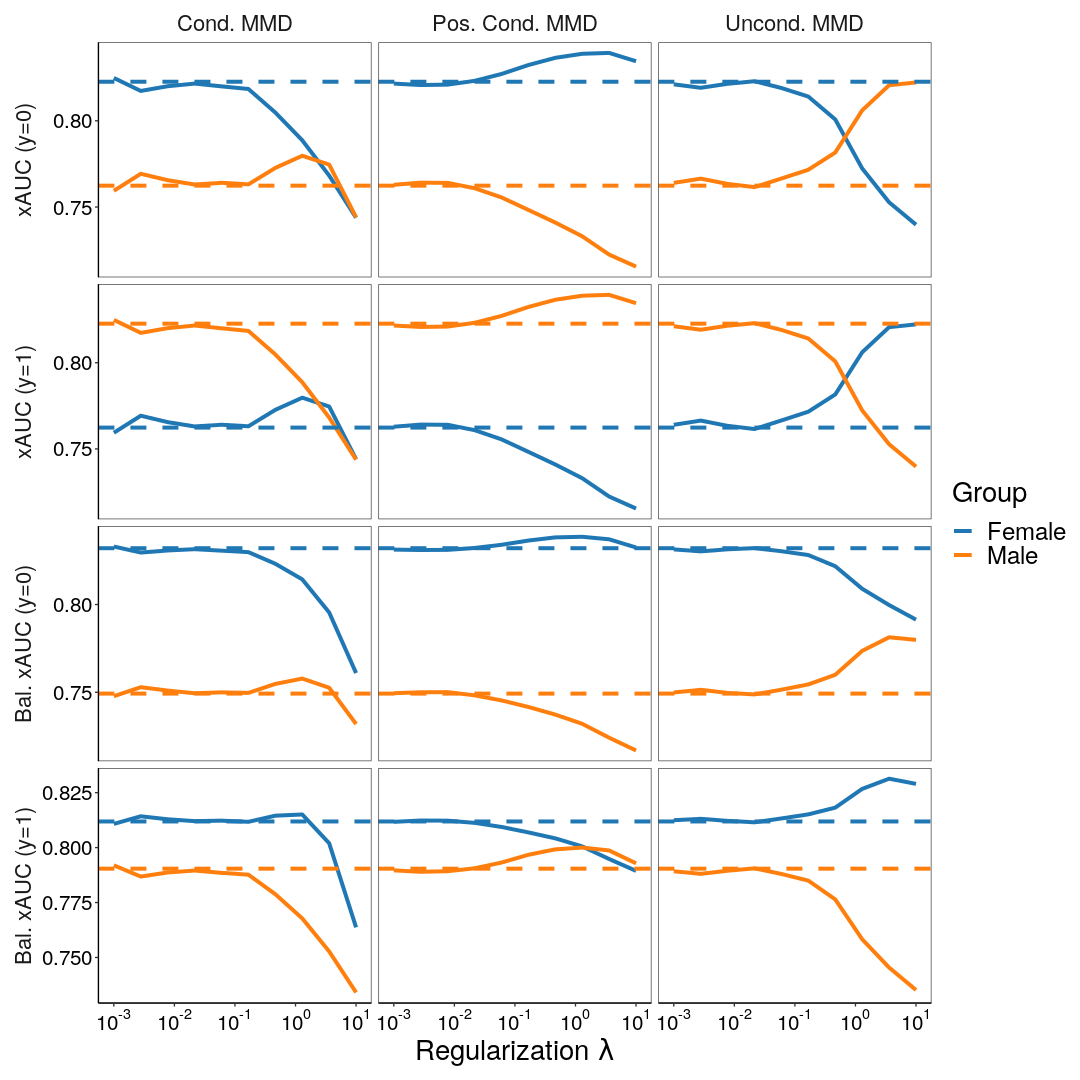 Cond. MMD Pos. Cond. MMD Uncond. MMD
xAUC (y=0)
0.80
0.75
xAUC (y=1)
0.80
0.75
Bal. xAUC (y=0)
0.80
0.75
Bal. xAUC (y=1)
0.825
0.800
0.775
0.750
Group
Female
Male
10-3 10-2 10-1 100 101 10-3 10-2 10-1 100 101 10-3 10-2 10-1 100 101
Regularization λ